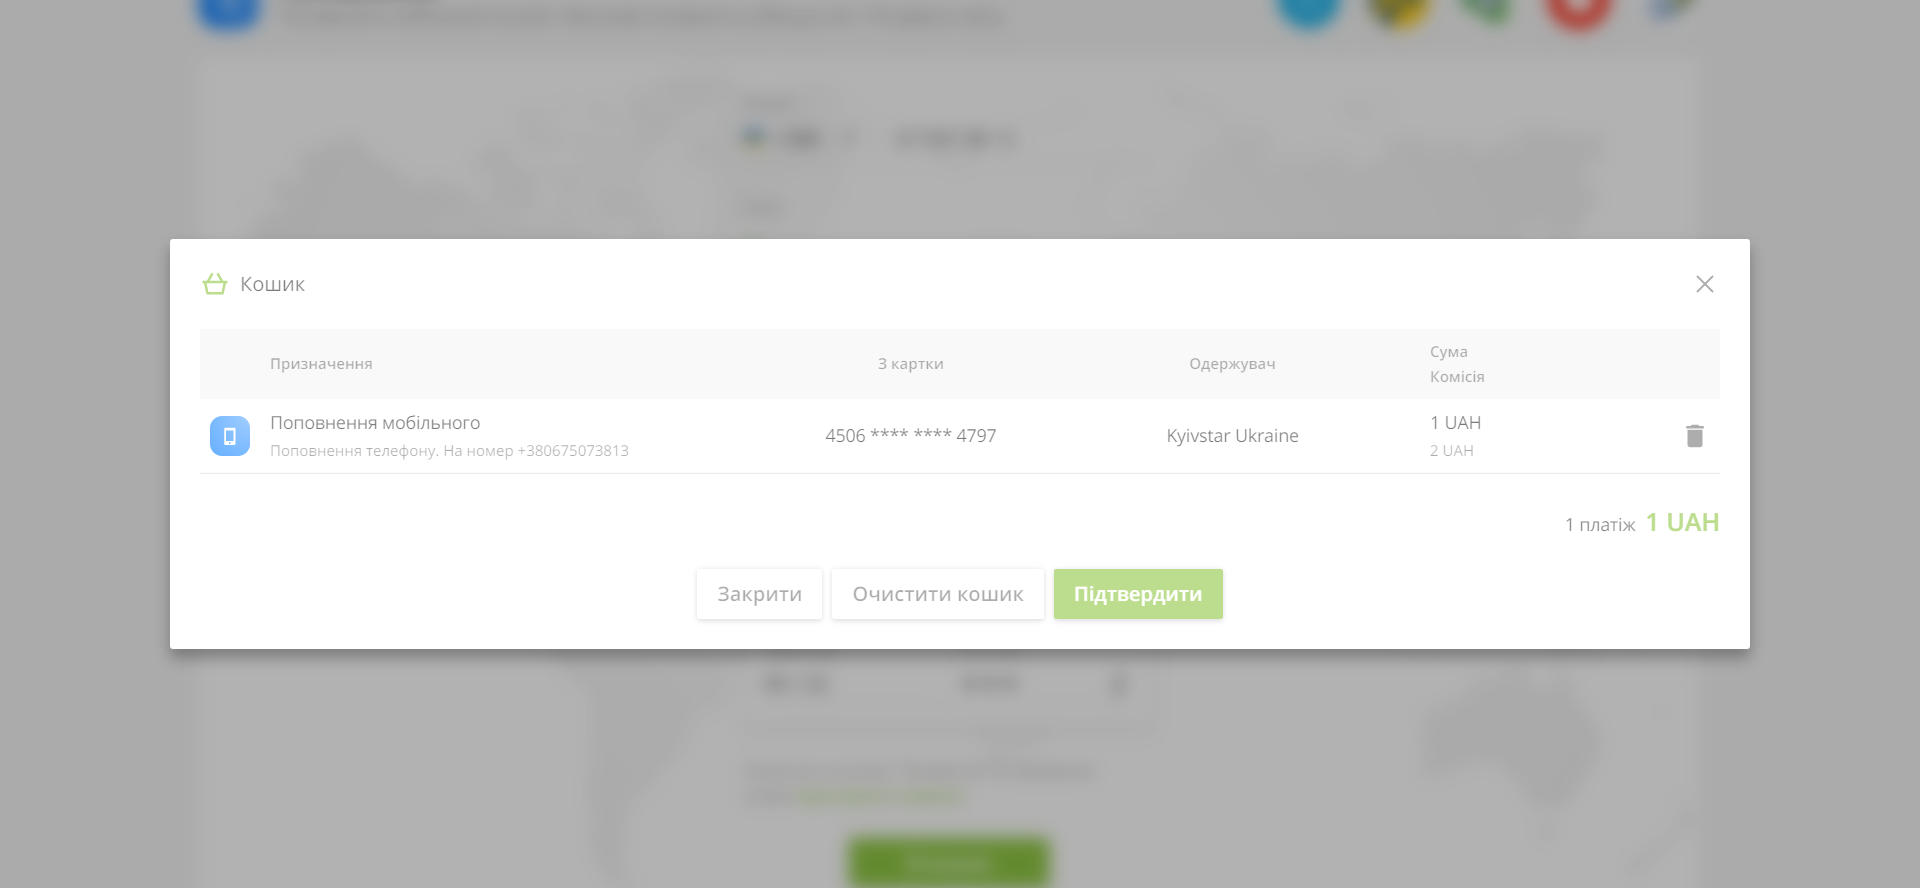 Кошик
Призначення
З картки
Одержувач
Сума
Комісія
Поповнення мобільного
Поповнення телефону. На номер +380675073813
4506 **** **** 4797
Kyivstar Ukraine
1 UAH
2 UAH
1 платіж 1 UAH
Закрити
Очистити кошик
Підтвердити